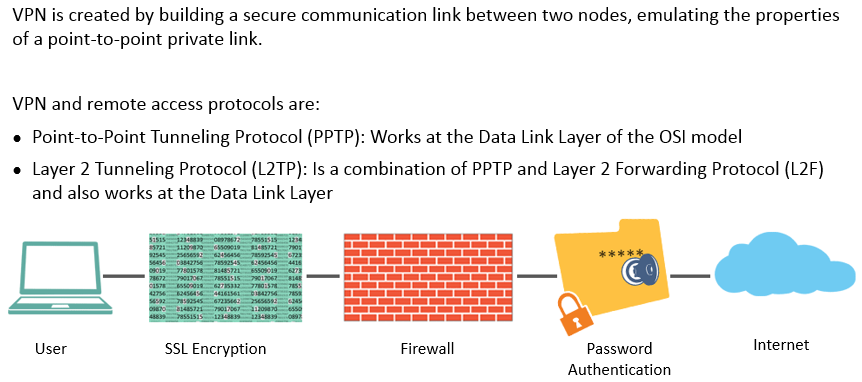 VPN is created by building a secure communication link between two nodes, emulating the properties
of a point-to-point private link.
VPN and remote access protocols are:
• Point-to-Point Tunneling Protocol (PPTP): Works at the Data Link Layer of the OSI model
• Layer 2 Tunneling Protocol (L2TP): Is a combination of PPTP and Layer 2 Forwarding Protocol (L2F)
and also works at the Data Link Layer
*****
User
SSL Encryption
Firewall
Password
Authentication
Internet